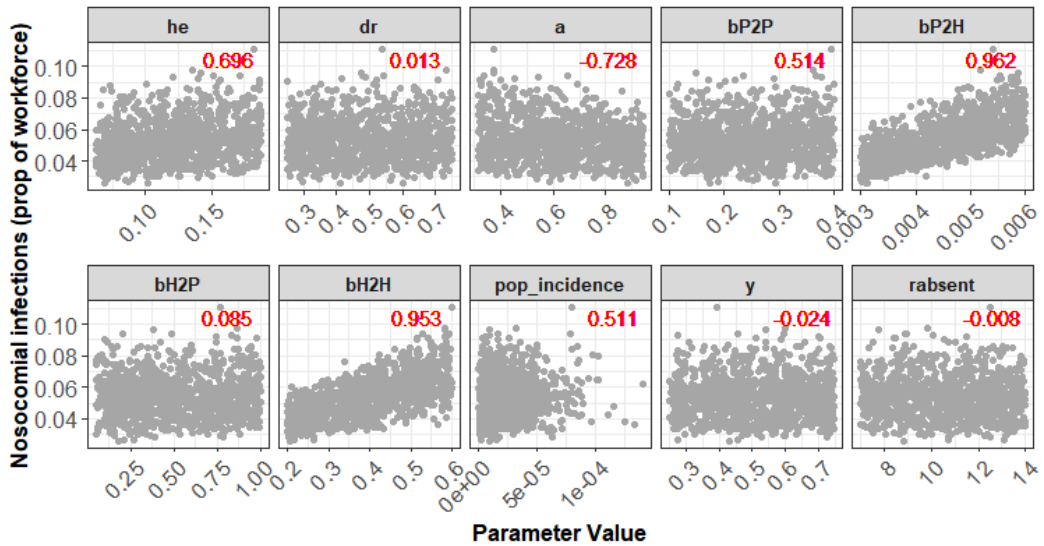 he dr a bP2P bP2H
0.696 0.013 -0.728 0.514 0.962
0.10
0.08
0.06
0.04
0.10 0.15 0.3 0.4 0.5 0.6 0.7 0.4 0.6 0.8 0.1 0.2 0.3 0.4 0.003 0.004 0.005 0.006
Nosocomial infections (prop of workforce)
bH2P bH2H pop_incidence y rabsent
0.085 0.953 0.511 -0.024 -0.008
0.10
0.08
0.06
0.04
0.25 0.50 0.75 1.00 0.2 0.3 0.4 0.5 0.6 0e+00 5e-05 1e-04 0.3 0.4 0.5 0.6 0.7 8 10 12 14
Parameter Value